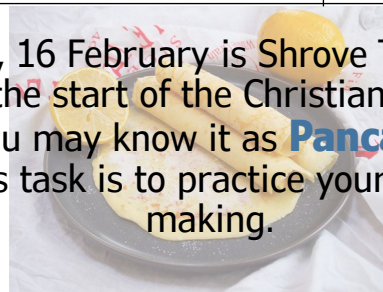 , 16 February is Shrove T
the start of the Christian
u may know it as Panca
s task is to practice your
making.